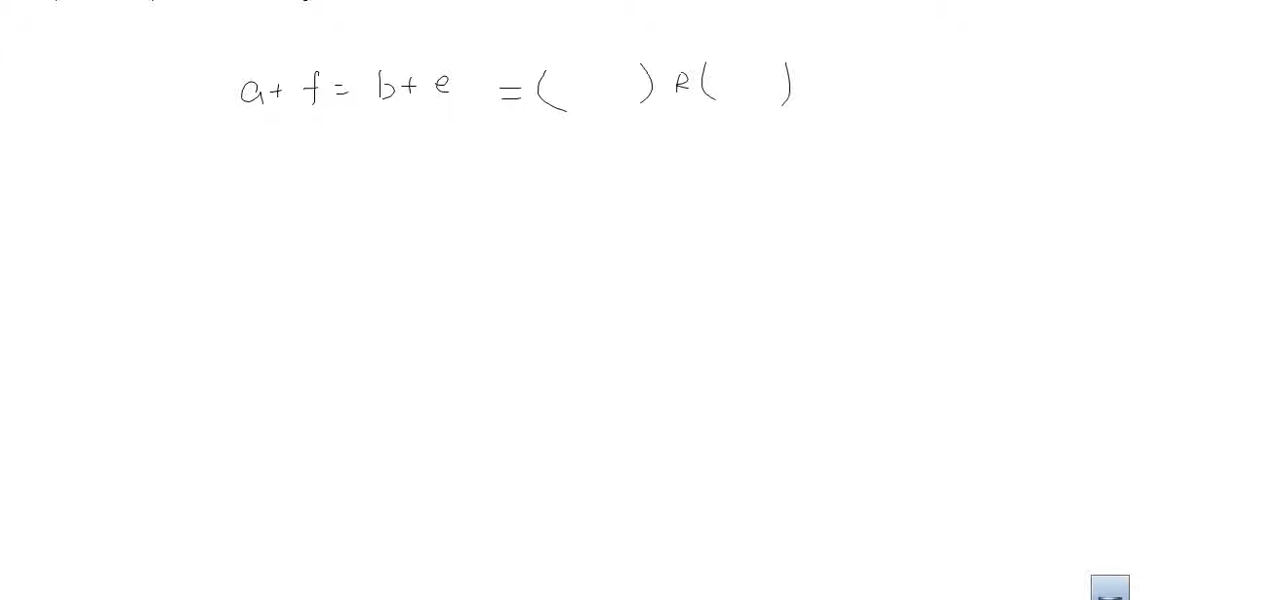 a+ f = b+ e = (    ) R (    )